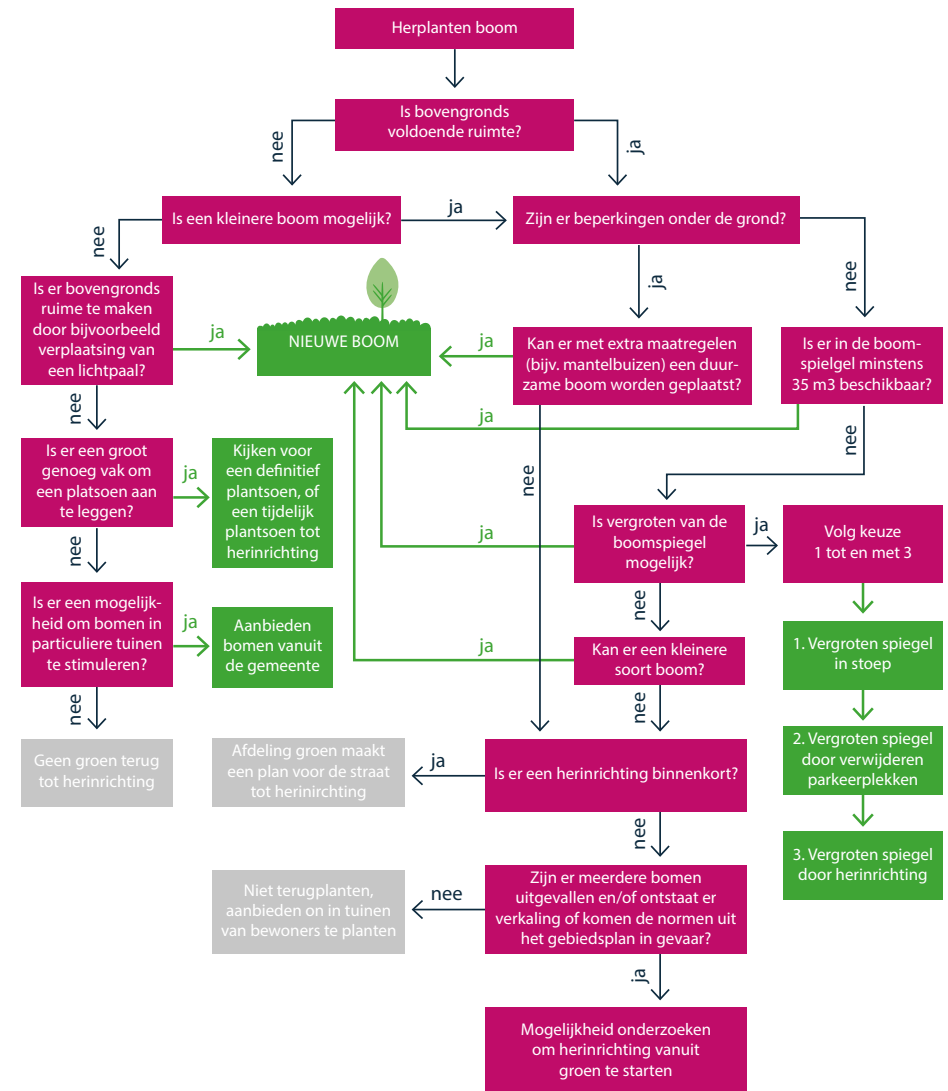 Herplanten boom
Is bovengronds
voldoende ruimte?
nee
ja
Is een kleinere boom mogelijk?
ja
Zijn er beperkingen onder de grond?
nee
ja
nee
Is er bovengronds
ruime te maken
door bijvoorbeeld
verplaatsing van
een lichtpaal?
ja
NIEUWE BOOM
ja
Kan er met extra maatregelen
(bijv. mantelbuizen) een duur-
zame boom worden geplaatst?
Is er in de boom-
spielgel minstens
35 m3 beschikbaar?
nee
ja
nee
nee
Is er een groot
genoeg vak om
een platsoen aan
te leggen?
ja
Kijken voor
een definitief
plantsoen, of
een tijdelijk
plantsoen tot
herinrichting
nee
ja
Is vergroten van de
boomspiegel
mogelijk?
ja
Volg keuze
1 tot en met 3
Is er een mogelijk-
heid om bomen in
particuliere tuinen
te stimuleren?
ja
Aanbieden
bomen vanuit
de gemeente
nee
ja
Kan er een kleinere
soort boom?
1. Vergroten spiegel
in stoep
nee
nee
Geen groen terug
tot herinrichting
Afdeling groen maakt
een plan voor de straat
tot herinirchting
ja
Is er een herinrichting binnenkort?
2. Vergroten spiegel
door verwijderen
parkeerplekken
nee
3. Vergroten spiegel
door herinrichting
Niet terugplanten,
aanbieden on in tuinen
van bewoners te planten
nee
Zijn er meerdere bomen
uitgevallen en/of ontstaat er
verkaling of komen de normen uit
het gebiedsplan in gevaar?
ja
Mogelijkheid onderzoeken
om herinrichting vanuit
groen te starten